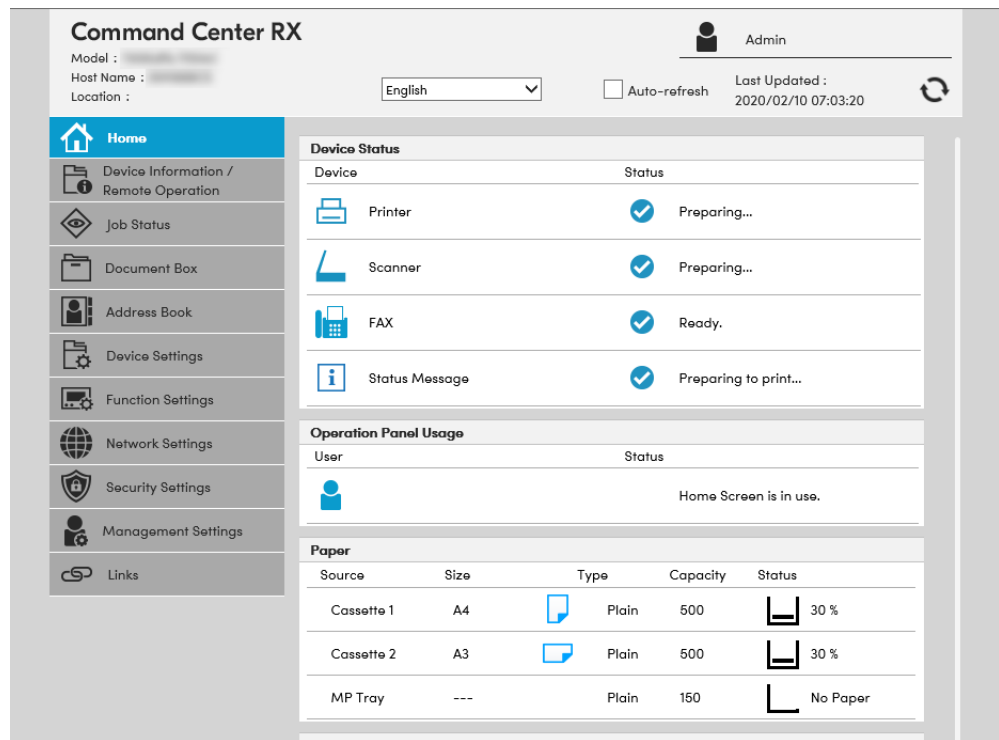 Command Center RX
Model :
Host Name :
Location :
Admin
English
Auto-refresh
Last Updated :
2020/02/10 07:03:20
Home
Device Information /
Remote Operation
Job Status
Document Box
Address Book
Device Settings
Function Settings
Network Settings
Security Settings
Management Settings
Links
Device Status
Device Status
Printer Preparing...
Scanner Preparing...
FAX Ready.
Status Message Preparing to print...
Operation Panel Usage
User Status
Home Screen is in use.
Paper
Source Size Type Capacity Status
Cassette 1 A4 Plain 500 30 %
Cassette 2 A3 Plain 500 30 %
MP Tray --- Plain 150 No Paper